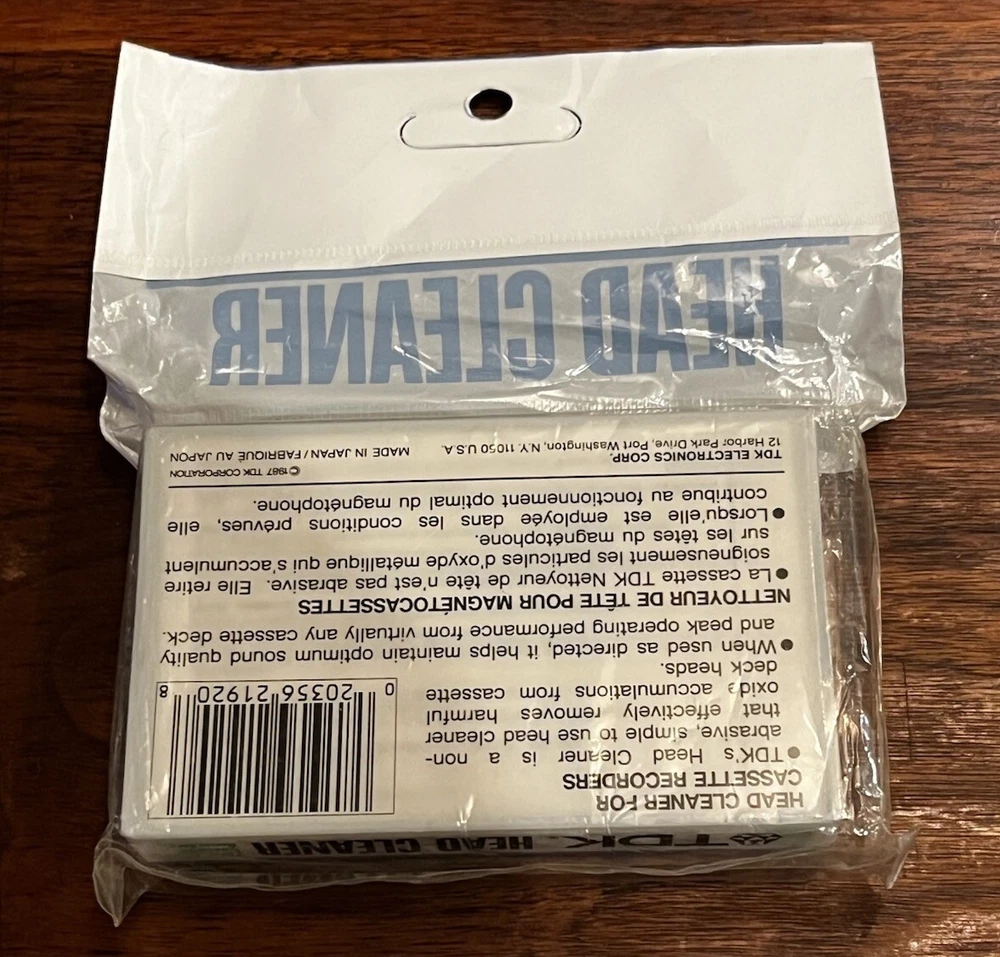 HEAD CLEANER
HEAD CLEANER FOR
CASSETTE RECORDERS
●TDK's Head Cleaner is a non-
abrasive, simple to use head cleaner
that effectively removes harmful
oxide accumulations from cassette
deck heads.
●When used as directed, it helps maintain optimum sound quality
and peak operating performance from virtually any cassette deck.
0 20356 21920 8
NETTOYEUR DE TÊTE POUR MAGNÉTOCASSETTES
●La cassette TDK Nettoyeur de tête n'est pas abrasive. Elle retire
soigneusement les particules d'oxyde métallique qui s'accumulent
sur les têtes du magnétophone.
●Lorsqu'elle est employée dans les conditions prévues, elle
contribue au fonctionnement optimal du magnétophone.
©1987 TDK CORPORATION
TDK ELECTRONICS CORP.
12 Harbor Park Drive, Port Washington, N.Y. 11050 U.S.A.
MADE IN JAPAN/FABRIQUÉ AU JAPON
TDK. HEAD CLEANER